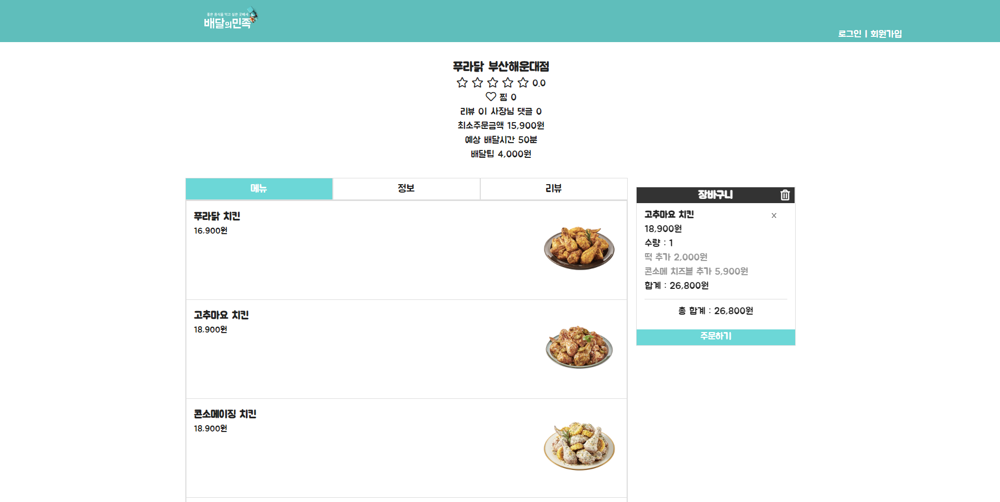 좋은 음식을 먹고 싶은 곳에서
배달의민족
로그인 | 회원가입
푸라닭 부산해운대점
0.0
찜 0
리뷰 0l 사장님 댓글 0
최소주문금액 15,900원
예상 배달시간 50분
배달팁 4,000원
메뉴 정보 리뷰
푸라닭 치킨
16,900원
고추마요 치킨
18,900원
콘소메이징 치킨
18,900원
장바구니
고추마요 치킨 X
18,900원
수량 : 1
떡 추가 2,000원
콘소메 치즈볼 추가 5,900원
합계 : 26,800원
총 합계 : 26,800원
주문하기